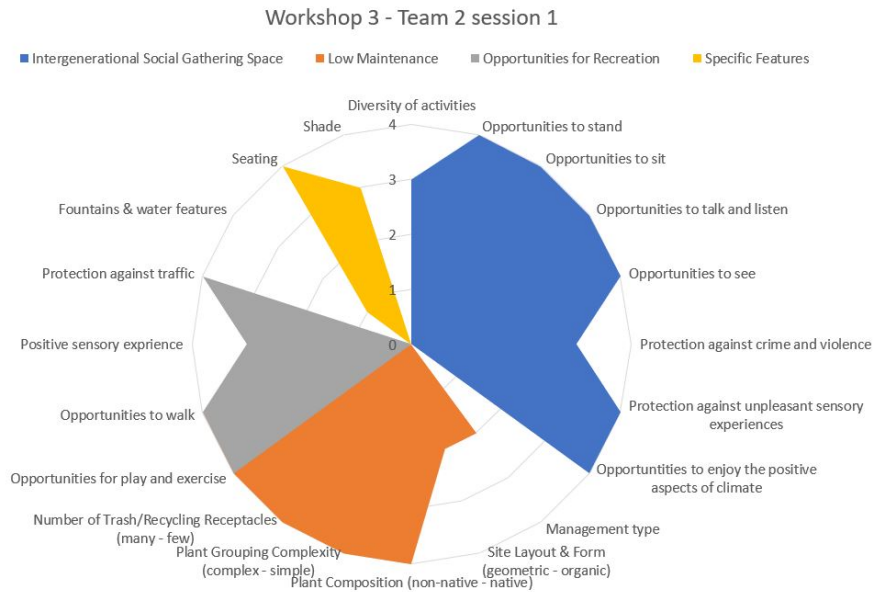 Workshop 3 - Team 2 session 1
Intergenerational Social Gathering Space
Low Maintenance
Opportunities for Recreation
Specific Features
Diversity of activities
4
3
2
1
0
Opportunities to stand
Opportunities to sit
Opportunities to talk and listen
Opportunities to see
Protection against crime and violence
Protection against unpleasant sensory
experiences
Opportuntities to enjoy the positive
aspects of climate
Management type
Site Layout & Form
(geometric - organic)
Plant Composition (non-native - native)
Plant Grouping Complexity
(complex - simple)
Number of Trash/Recycling Receptacles
(many - few)
Opportunities for play and exercise
Opportunities to walk
Positive sensory exprience
Protection against traffic
Fountains & water features
Seating
Shade